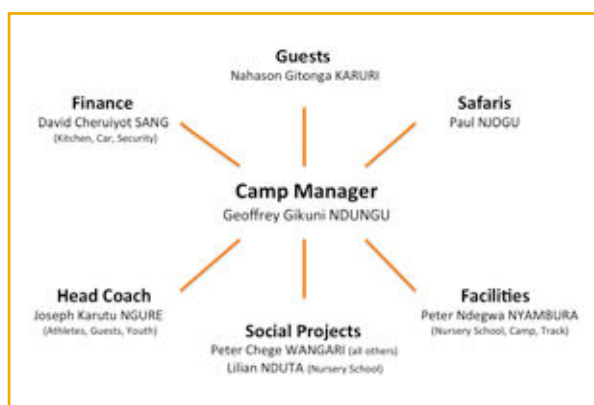 Guests
Nahason Gitonga KARURI
Finance
David Cheruiyot SANG
(Kitchen, Car, Security)
Safaris
Paul NJOGU
Camp Manager
Geoffrey Gikuni NDUNGU
Head Coach
Joseph Karutu NGURE
(Athletes, Guests, Youth)
Social Projects
Peter Chege WANGARI (all others)
Lilian NDUTA (Nursery School)
Facilities
Peter Ndegwa NYAMBURA
(Nursery School, Camp, Track)